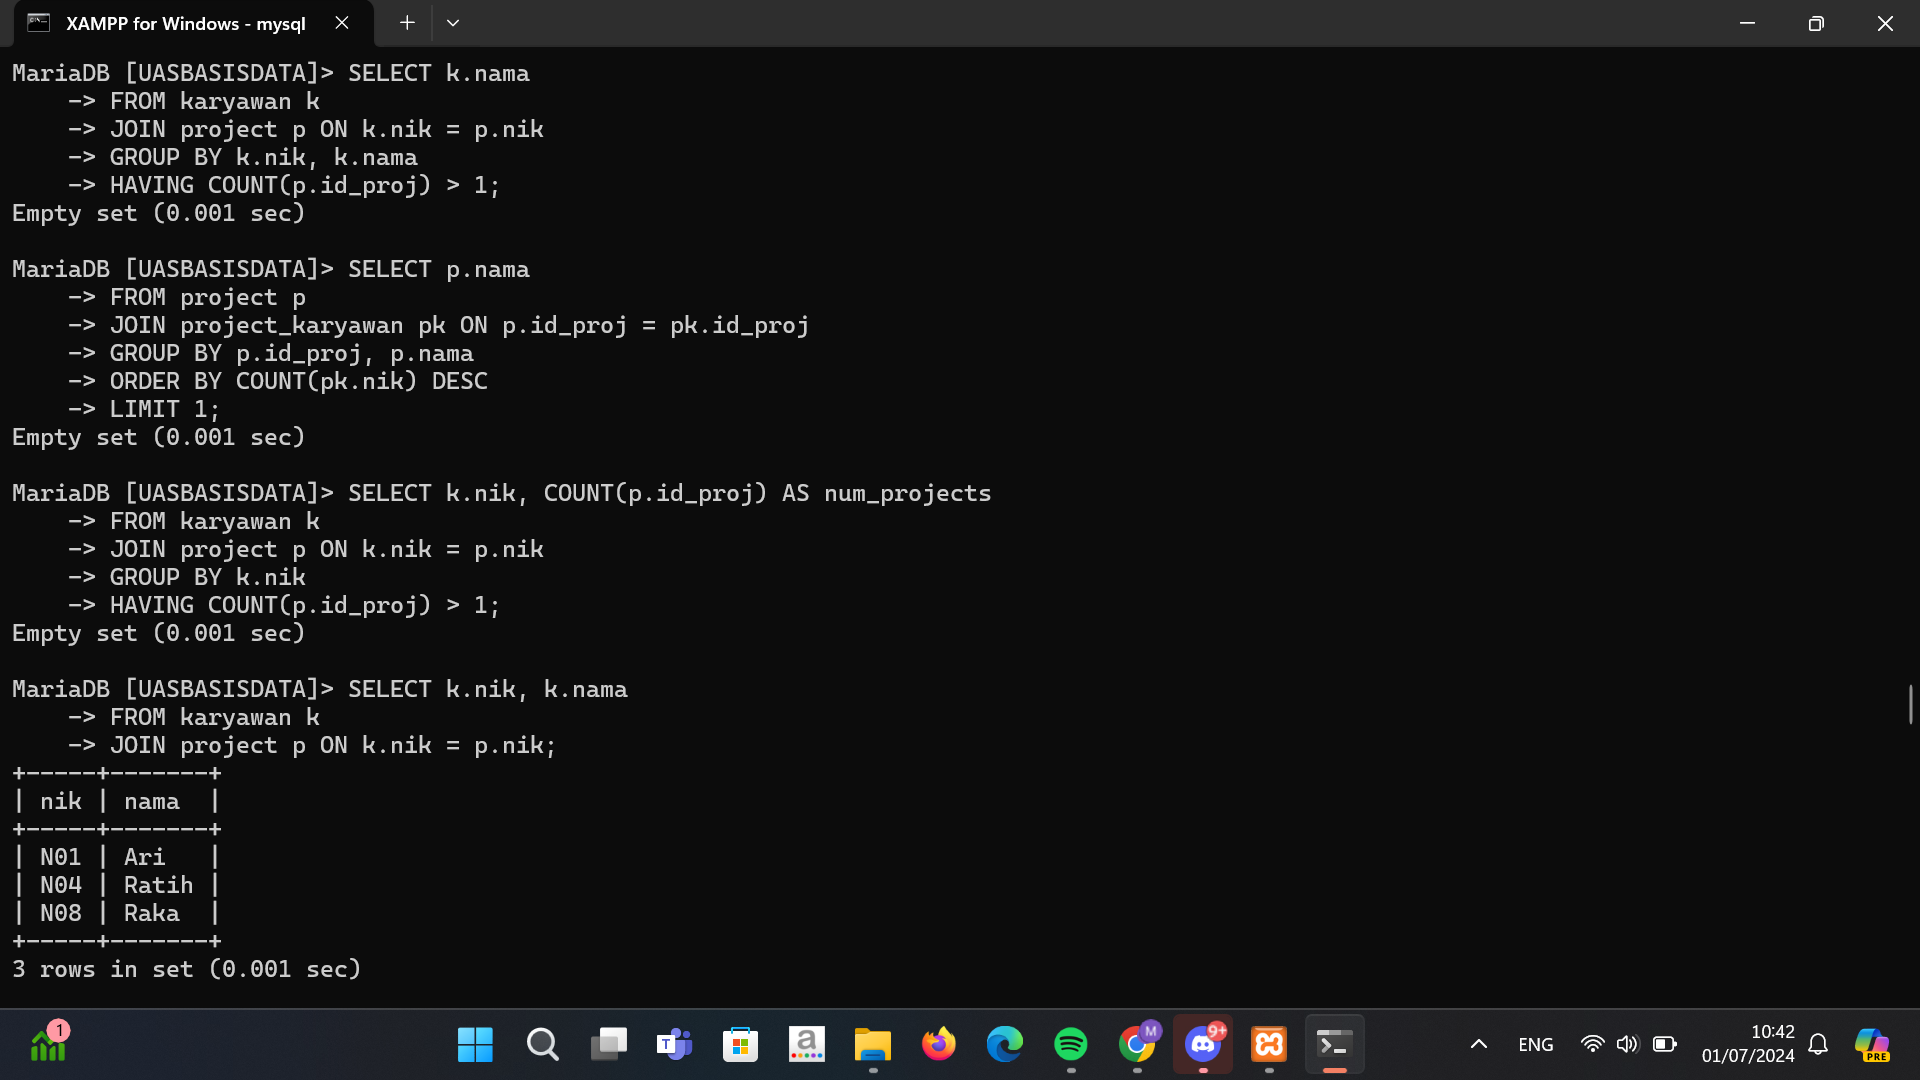 XAMPP for Windows - mysql
MariaDB [UASBASISDATA]> SELECT k.nama
    -> FROM karyawan k
    -> JOIN project p ON k.nik = p.nik
    -> GROUP BY k.nik, k.nama
    -> HAVING COUNT(p.id_proj) > 1;
Empty set (0.001 sec)
MariaDB [UASBASISDATA]> SELECT p.nama
    -> FROM project p
    -> JOIN project_karyawan pk ON p.id_proj = pk.id_proj
    -> GROUP BY p.id_proj, p.nama
    -> ORDER BY COUNT(pk.nik) DESC
    -> LIMIT 1;
Empty set (0.001 sec)
MariaDB [UASBASISDATA]> SELECT k.nik, COUNT(p.id_proj) AS num_projects
    -> FROM karyawan k
    -> JOIN project p ON k.nik = p.nik
    -> GROUP BY k.nik
    -> HAVING COUNT(p.id_proj) > 1;
Empty set (0.001 sec)
MariaDB [UASBASISDATA]> SELECT k.nik, k.nama
    -> FROM karyawan k
    -> JOIN project p ON k.nik = p.nik;
+-----+-------+
| nik | nama  |
+-----+-------+
| N01 | Ari   |
| N04 | Ratih |
| N08 | Raka  |
+-----+-------+
3 rows in set (0.001 sec)
1
T
a
M
9+
ENG
10:42
01/07/2024
PRE